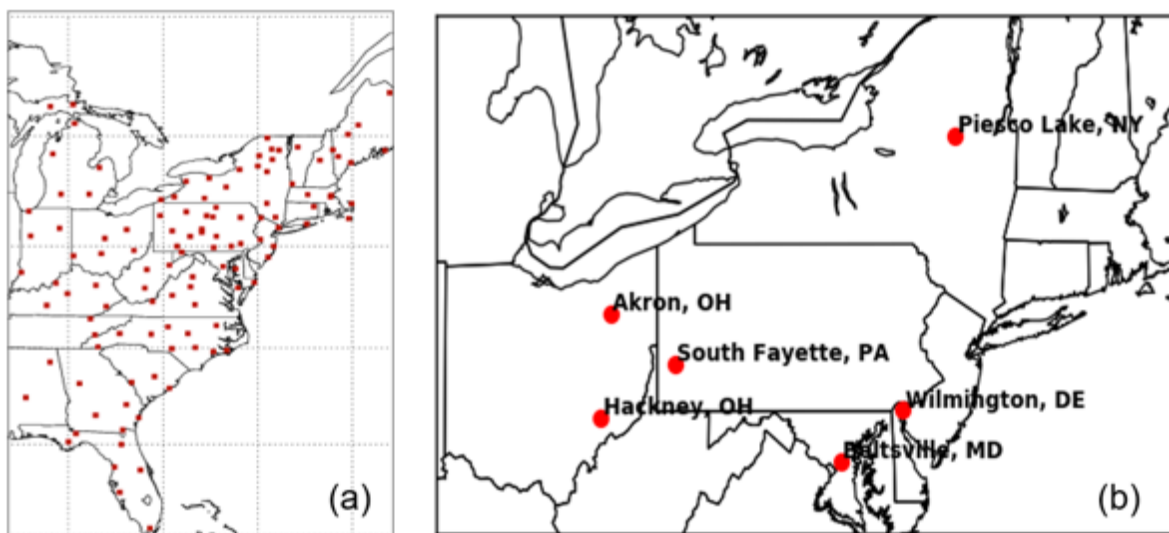 Piesco Lake, NY
Akron, OH
South Fayette, PA
Hackney, OH
Wilmington, DE
Beltsville, MD
(a)
(b)